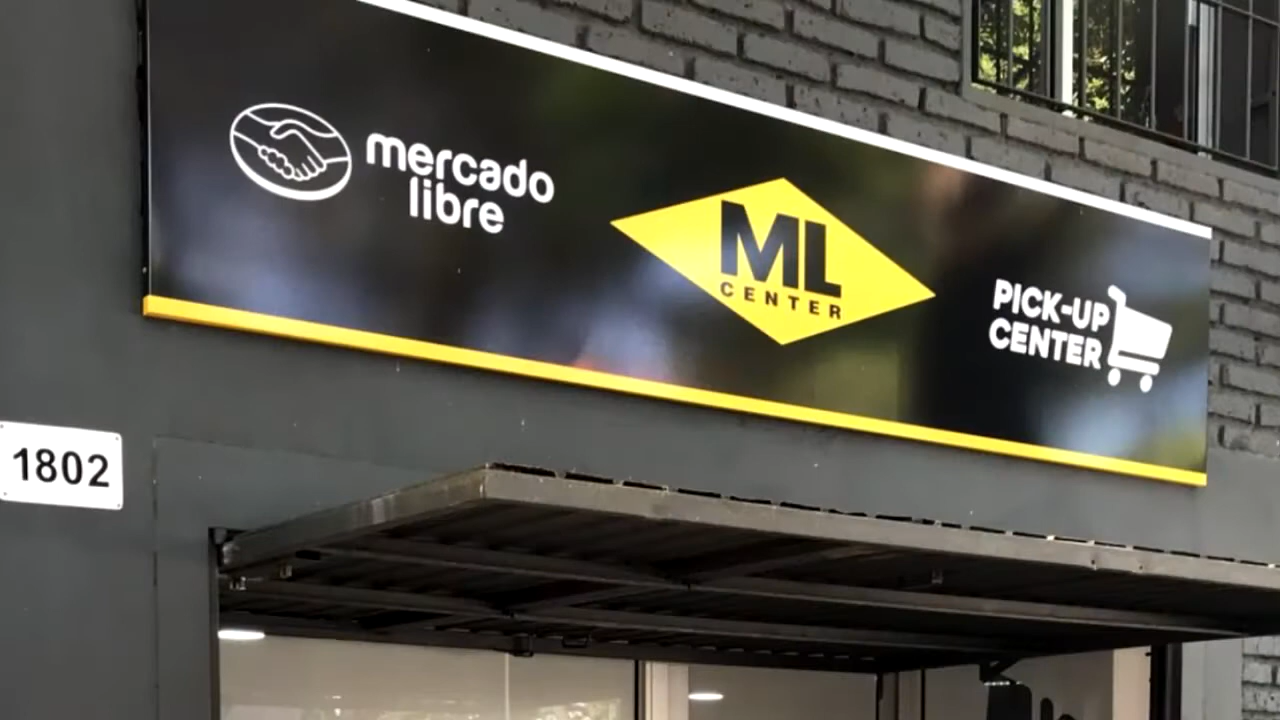 mercado
libre
ML
CENTER
PICK-UP
CENTER
1802